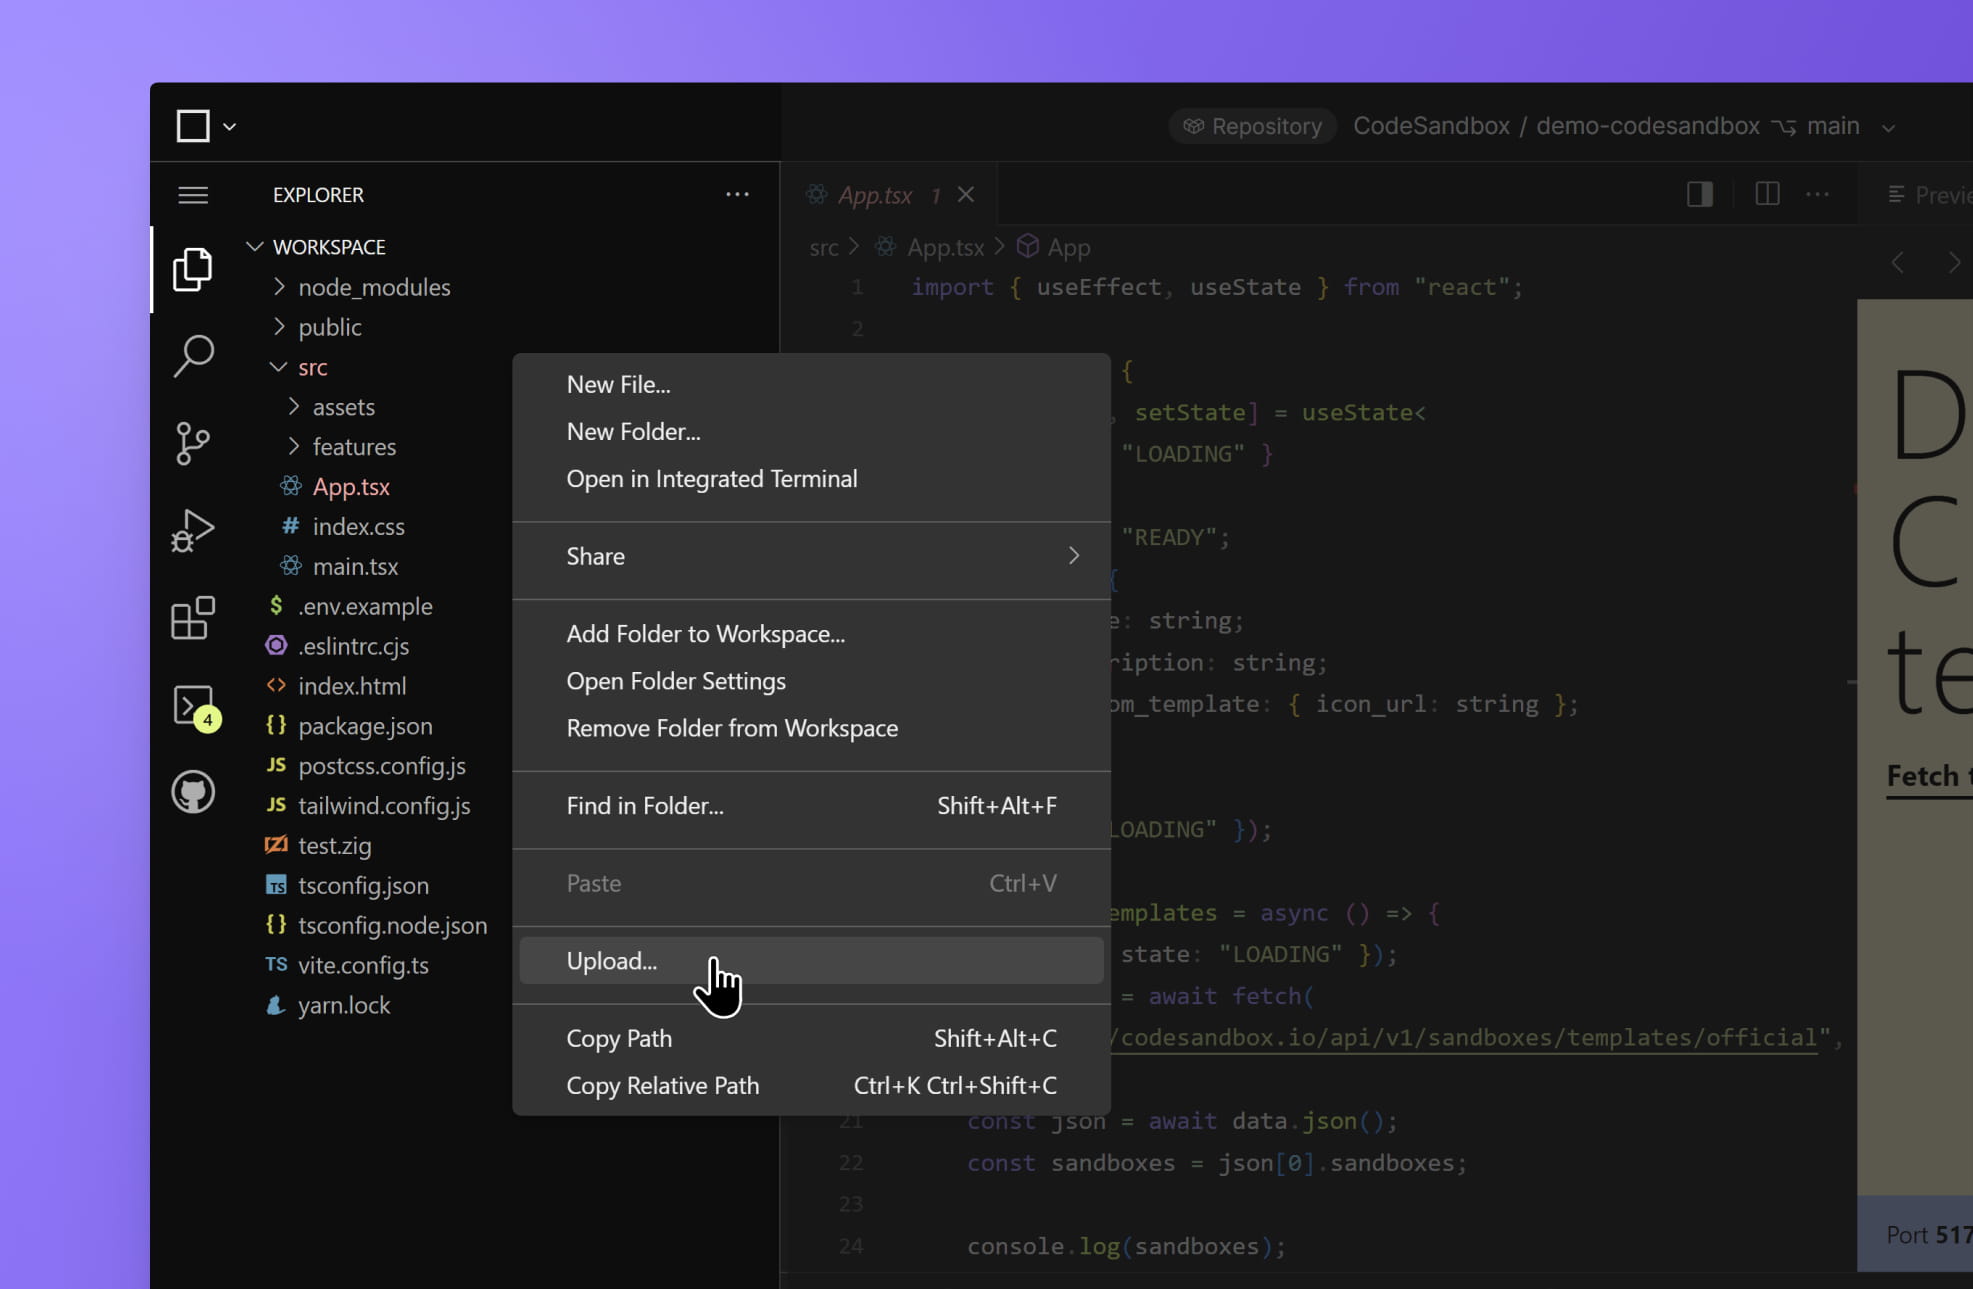 Repository CodeSandbox / demo-codesandbox main
EXPLORER
WORKSPACE
node_modules
public
src
assets
features
App.tsx
# index.css
main.tsx
$ .env.example
.eslintrc.cjs
<> index.html
{} package.json
JS postcss.config.js
JS tailwind.config.js
test.zig
TS tsconfig.json
{} tsconfig.node.json
TS vite.config.ts
yarn.lock
4
New File...
New Folder...
Open in Integrated Terminal
Share
Add Folder to Workspace...
Open Folder Settings
Remove Folder from Workspace
Find in Folder... Shift+Alt+F
Paste Ctrl+V
Upload...
Copy Path Shift+Alt+C
Copy Relative Path Ctrl+K Ctrl+Shift+C
App.tsx 1
src > App.tsx > App
1 import { useEffect, useState } from "react";
2
{
, setState] = useState<
"LOADING" }
"READY";
{
e: string;
ription: string;
om_template: { icon_url: string };
LOADING" });
emplates = async () => {
state: "LOADING" });
= await fetch(
/codesandbox.io/api/v1/sandboxes/templates/official",
21 const json = await data.json();
22 const sandboxes = json[0].sandboxes;
23
24 console.log(sandboxes);
Previe
D
C
te
Fetch t
Port 517